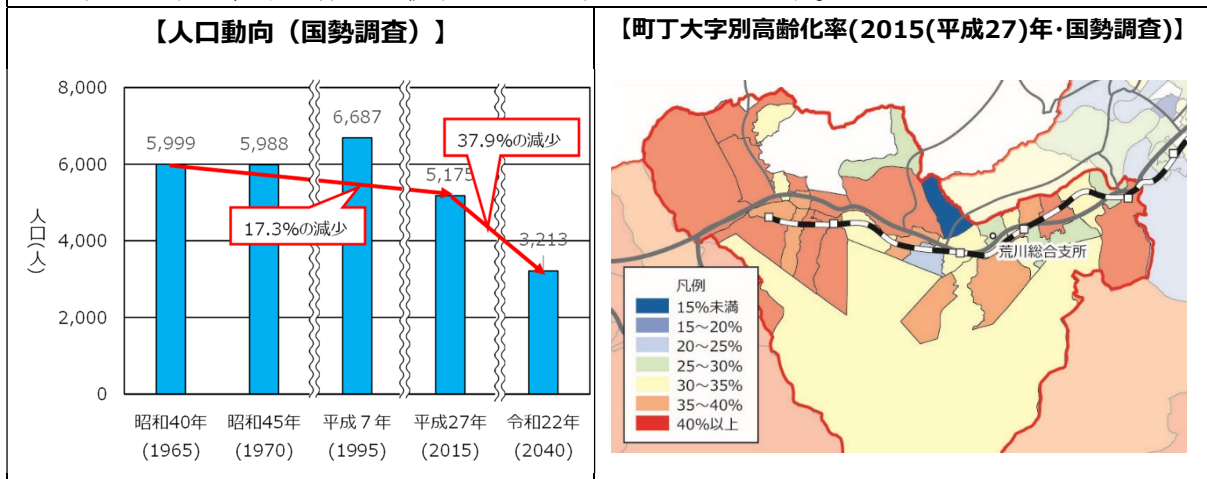 【人口動向（国勢調査）】
8,000
6,000
4,000
2,000
0
人口(人)
5,999
5,988
6,687
5,175
3,213
17.3%の減少
37.9%の減少
昭和40年
(1965)
昭和45年
(1970)
平成７年
(1995)
平成27年
(2015)
令和22年
(2040)
【町丁大字別高齢化率(2015(平成27)年・国勢調査)】
荒川総合支所
凡例
15%未満
15～20%
20～25%
25～30%
30～35%
35～40%
40%以上